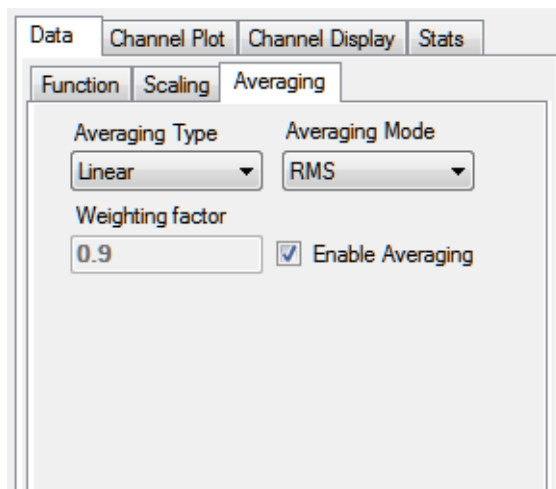 Data Channel Plot Channel Display Stats
Function Scaling Averaging
Averaging Type Averaging Mode
Linear RMS
Weighting factor
0.9 Enable Averaging